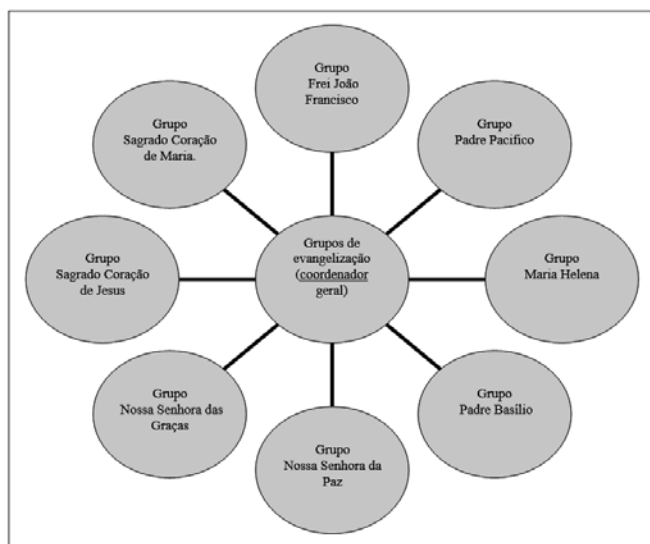 Grupo
Frei João
Francisco
Grupo
Sagrado Coração
de Maria.
Grupo
Padre Pacifico
Grupos de
evangelização
(coordenador
geral)
Grupo
Sagrado Coração
de Jesus
Grupo
Maria Helena
Grupo
Nossa Senhora das
Graças
Grupo
Padre Basílio
Grupo
Nossa Senhora da
Paz